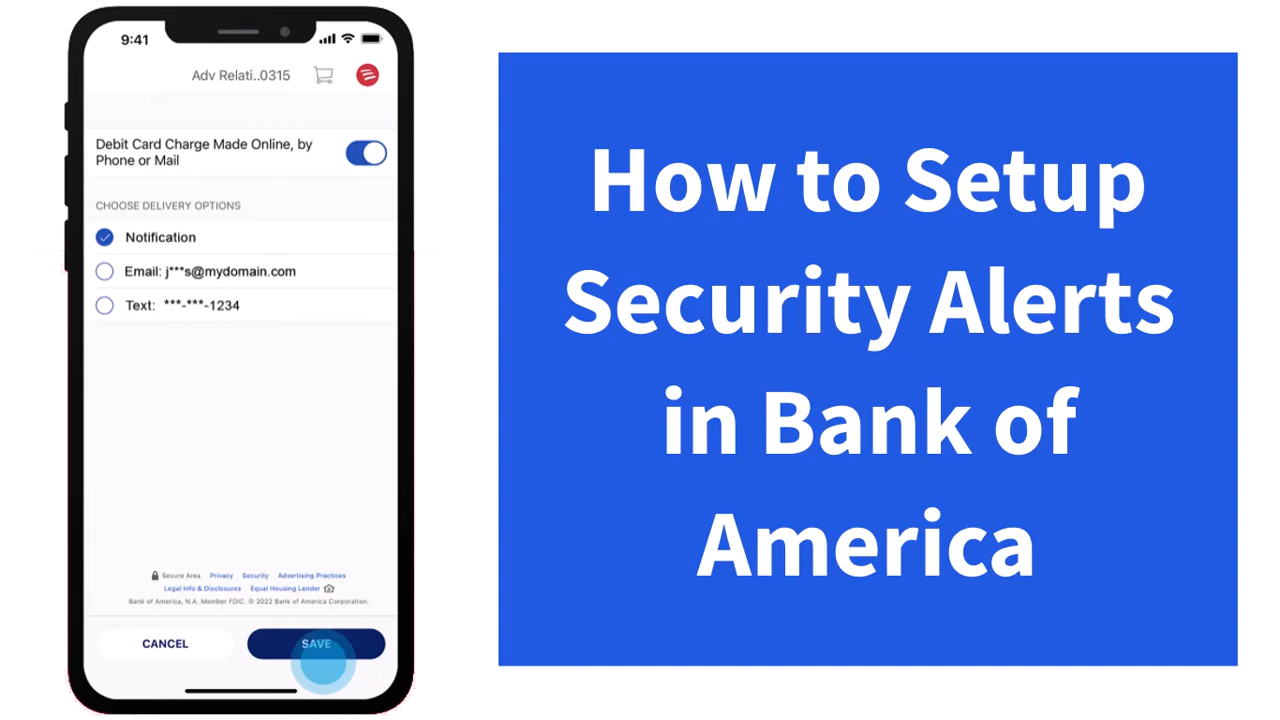 9:41
Adv Relati..0315
Debit Card Charge Made Online, by
Phone or Mail
CHOOSE DELIVERY OPTIONS
Notification
Email: j***s@mydomain.com
Text: ***-***-1234
Secure Area Privacy Security Advertising Practices
Legal Info & Disclosures Equal Housing Lender
Bank of America, N.A. Member FDIC. © 2022 Bank of America Corporation.
CANCEL SAVE
How to Setup
Security Alerts
in Bank of
America